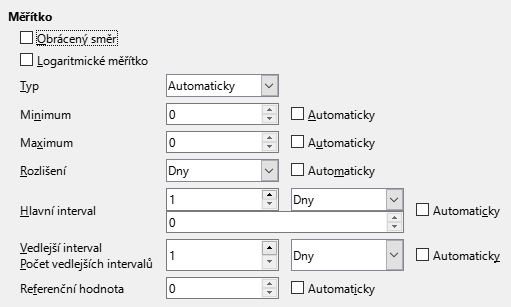 Měřítko
Obrácený směr
Logaritmické měřítko
Typ Automaticky
Minimum 0 Automaticky
Maximum 0 Automaticky
Rozlišení Dny Automaticky
1 Dny
Hlavní interval Automaticky
0
Vedlejší interval
1 Dny Automaticky
Počet vedlejších intervalů
Referenční hodnota 0 Automaticky